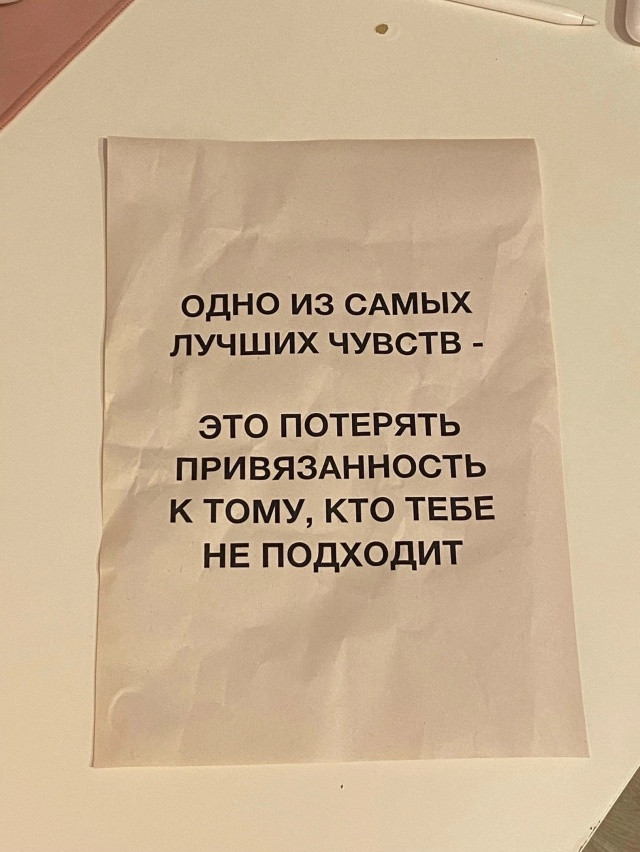 ОДНО ИЗ САМЫХ
ЛУЧШИХ ЧУВСТВ -
ЭТО ПОТЕРЯТЬ
ПРИВЯЗАННОСТЬ
К ТОМУ, КТО ТЕБЕ
НЕ ПОДХОДИТ